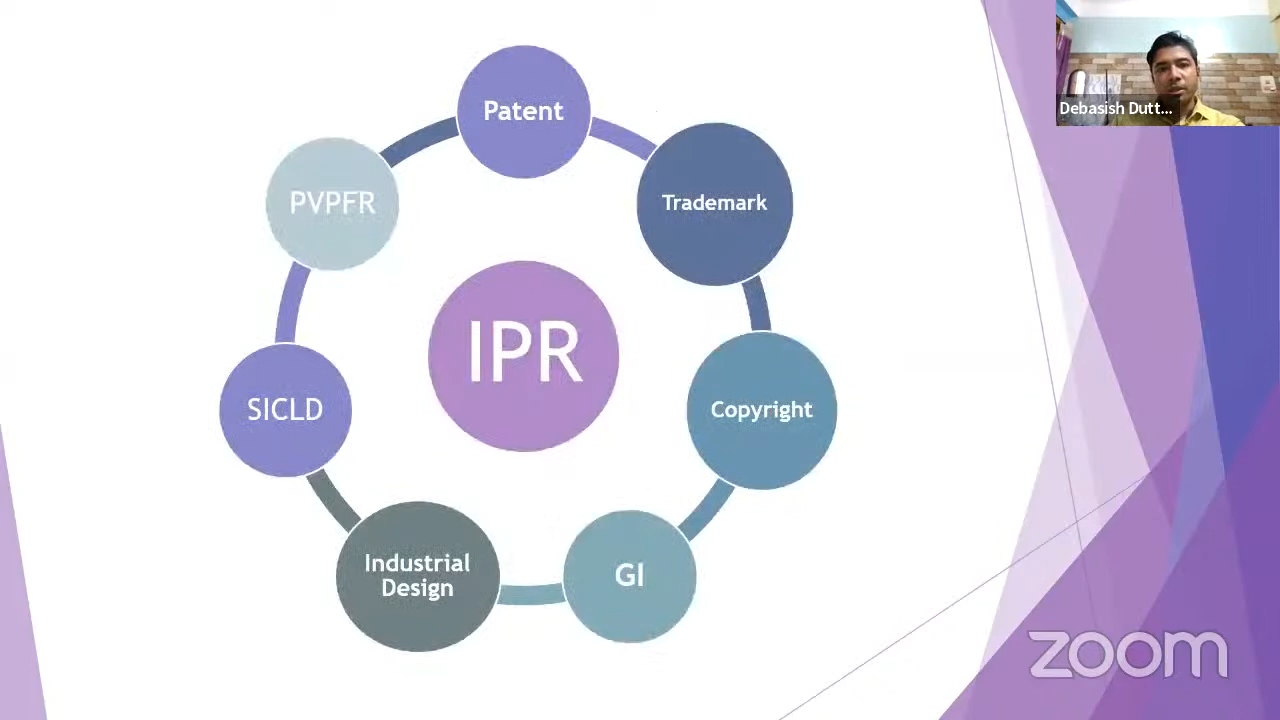 Patent
Trademark
Copyright
GI
Industrial
Design
SICLD
PVPFR
IPR
Debasish Dutt...
zoom